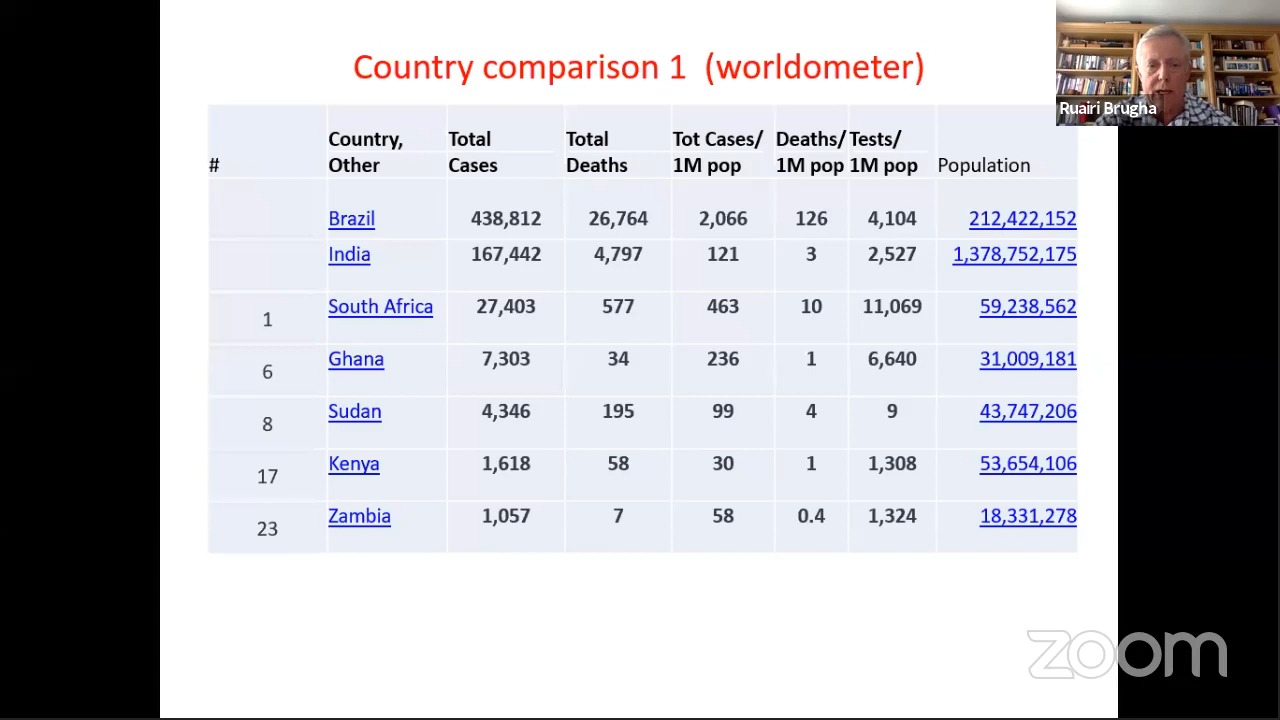 Country comparison 1 (worldometer)
Ruairi Brugha
# Country, Other Total Cases Total Deaths Tot Cases/ 1M pop Deaths/ 1M pop Tests/ 1M pop Population
Brazil 438,812 26,764 2,066 126 4,104 212,422,152
India 167,442 4,797 121 3 2,527 1,378,752,175
1 South Africa 27,403 577 463 10 11,069 59,238,562
6 Ghana 7,303 34 236 1 6,640 31,009,181
8 Sudan 4,346 195 99 4 9 43,747,206
17 Kenya 1,618 58 30 1 1,308 53,654,106
23 Zambia 1,057 7 58 0.4 1,324 18,331,278
zoom